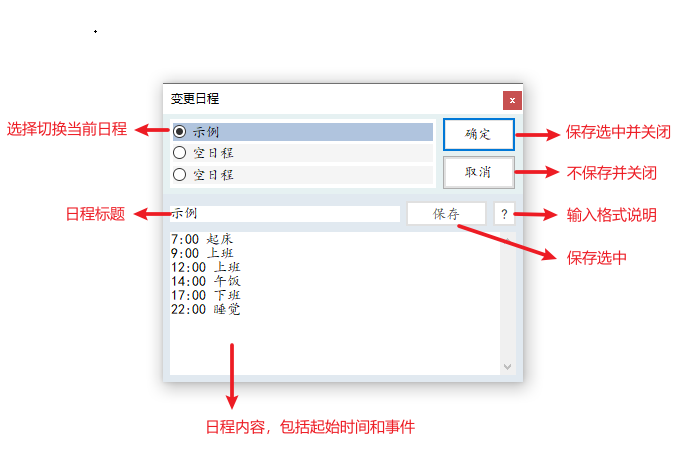 变更日程
x
选择切换当前日程
示例
确定
保存选中并关闭
空日程
空日程
取消
不保存并关闭
日程标题
示例
保存
?
输入格式说明
保存选中
7:00 起床
9:00 上班
12:00 上班
14:00 午饭
17:00 下班
22:00 睡觉
日程内容，包括起始时间和事件